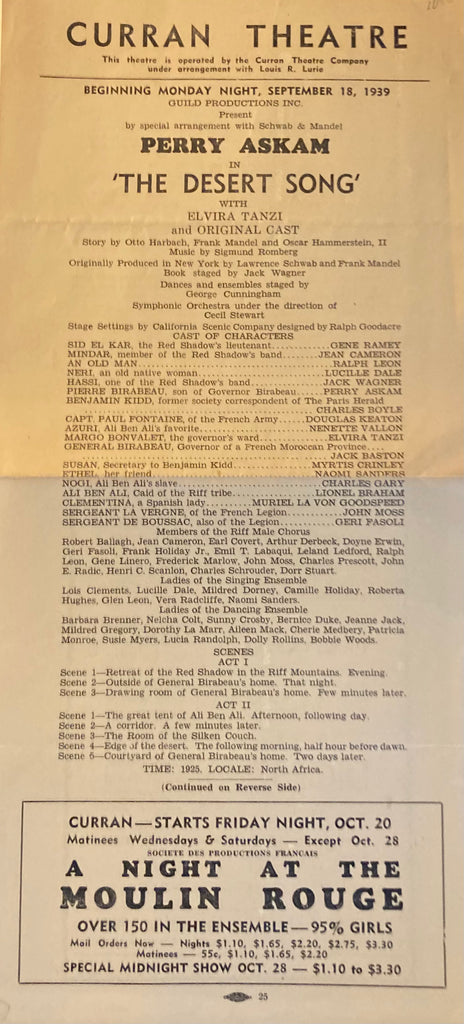 CURRAN THEATRE
This theatre is operated by the Curran Theatre Company
under arrangement with Louis R. Lurie
BEGINNING MONDAY NIGHT, SEPTEMBER 18, 1939
GUILD PRODUCTIONS INC.
Present
by special arrangement with Schwab & Mandel
PERRY ASKAM
IN
'THE DESERT SONG'
WITH
ELVIRA TANZI
and ORIGINAL CAST
Story by Otto Harbach, Frank Mandel and Oscar Hammerstein, II
Music by Sigmund Romberg
Originally Produced in New York by Lawrence Schwab and Frank Mandel
Book staged by Jack Wagner
Dances and ensembles staged by
George Cunningham
Symphonic Orchestra under the direction of
Cecil Stewart
Stage Settings by California Scenic Company designed by Ralph Goodacre
CAST OF CHARACTERS
SID EL KAR, the Red Shadow's lieutenant............GENE RAMEY
MINDAR, member of the Red Shadow's band........JEAN CAMERON
AN OLD MAN............RALPH LEON
NERI, an old native woman............LUCILLE DALE
HASSI, one of the Red Shadow's band............JACK WAGNER
PIERRE BIRABEAU, son of Governor Birabeau......PERRY ASKAM
BENJAMIN KIDD, former society correspondent of The Paris Herald
............CHARLES BOYLE
CAPT. PAUL FONTAINE, of the French Army......DOUGLAS KEATON
AZURI, Ali Ben Ali's favorite............NENETTE VALLON
MARGO BONVALET, the governor's ward............ELVIRA TANZI
GENERAL BIRABEAU, Governor of a French Moroccan Province....
............JACK BASTON
SUSAN, Secretary to Benjamin Kidd............MYRTIS CRINLEY
ETHEL, her friend............NAOMI SANDERS
NOGI, Ali Ben Ali's slave............CHARLES GARY
ALI BEN ALI, Caid of the Riff tribe............LIONEL BRAHAM
CLEMENTINA, a Spanish lady........MURIEL LA VON GOODSPEED
SERGEANT LA VERGNE, of the French Legion............JOHN MOSS
SERGEANT DE BOUSSAC, also of the Legion............GERI FASOLI
Members of the Riff Male Chorus
Robert Ballagh, Jean Cameron, Earl Covert, Arthur Derbeck, Doyne Erwin,
Geri Fasoli, Frank Holiday Jr., Emil T. Labaqui, Leland Ledford, Ralph
Leon, Gene Linero, Frederick Marlow, John Moss, Charles Prescott, John
E. Radic, Henri C. Scanlon, Charles Schrouder, Dorr Stuart.
Ladies of the Singing Ensemble
Lois Clements, Lucille Dale, Mildred Dorney, Camille Holiday, Roberta
Hughes, Glen Leon, Vera Radcliffe, Naomi Sanders.
Ladies of the Dancing Ensemble
Barbara Brenner, Nelcha Colt, Sunny Crosby, Bernice Duke, Jeanne Jack,
Mildred Gregory, Dorothy La Marr, Aileen Mack, Cherie Medbery, Patricia
Monroe, Susie Myers, Lucia Randolph, Dolly Rollins, Bobbie Woods.
SCENES
ACT I
Scene 1—Retreat of the Red Shadow in the Riff Mountains. Evening.
Scene 2—Outside of General Birabeau's home. That night.
Scene 3—Drawing room of General Birabeau's home. Few minutes later.
ACT II
Scene 1—The great tent of Ali Ben Ali. Afternoon, following day.
Scene 2—A corridor. A few minutes later.
Scene 3—The Room of the Silken Couch.
Scene 4—Edge of the desert. The following morning, half hour before dawn.
Scene 5—Courtyard of General Birabeau's home. Two days later.
TIME: 1925. LOCALE: North Africa.
(Continued on Reverse Side)
CURRAN—STARTS FRIDAY NIGHT, OCT. 20
Matinees Wednesdays & Saturdays — Except Oct. 28
SOCIETE DES PRODUCTIONS FRANCAIS
A NIGHT AT THE
MOULIN ROUGE
OVER 150 IN THE ENSEMBLE—95% GIRLS
Mail Orders Now — Nights $1.10, $1.65, $2.20, $2.75, $3.30
Matinees — 55c, $1.10, $1.65, $2.20
SPECIAL MIDNIGHT SHOW OCT. 28 — $1.10 to $3.30
25